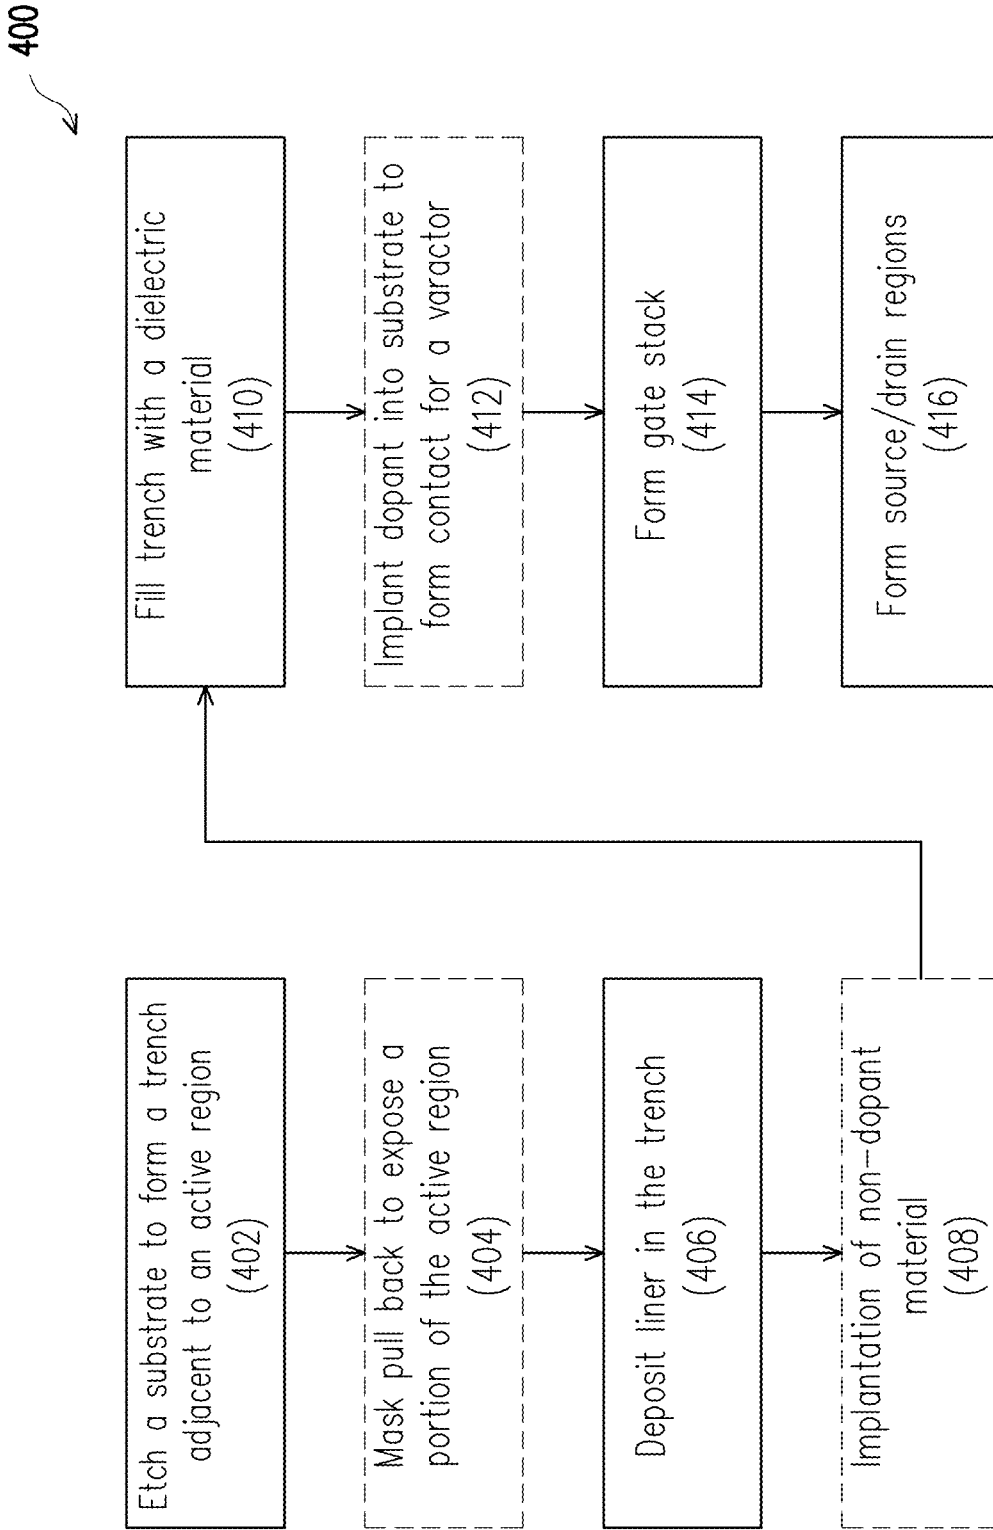 400
Etch a substrate to form a trench
adjacent to an active region
(402)
Mask pull back to expose a
portion of the active region
(404)
Deposit liner in the trench
(406)
Implantation of non-dopant
material
(408)
Fill trench with a dielectric
material
(410)
Implant dopant into substrate to
form contact for a varactor
(412)
Form gate stack
(414)
Form source/drain regions
(416)